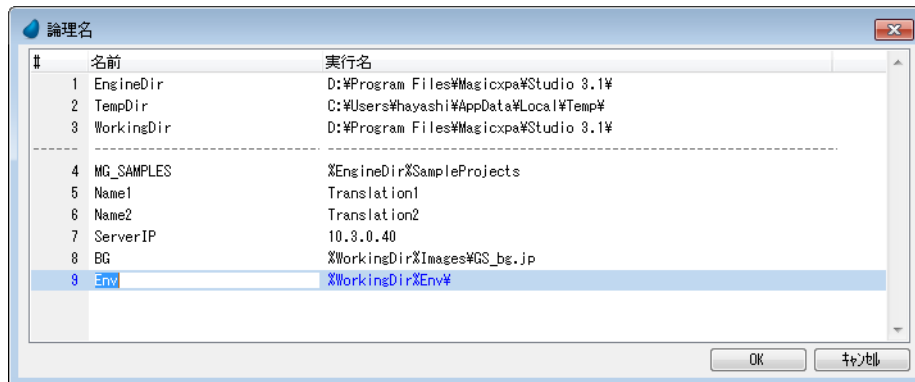 論理名
# 名前 実行名
1 EngineDir D:¥Program Files¥Magicxpa¥Studio 3.1¥
2 TempDir C:¥Users¥hayashi¥AppData¥Local¥Temp¥
3 WorkingDir D:¥Program Files¥Magicxpa¥Studio 3.1¥
4 MG_SAMPLES %EngineDir%SampleProjects
5 Name1 Translation1
6 Name2 Translation2
7 ServerIP 10.3.0.40
8 BG %WorkingDir%Images¥GS_bg.jp
9 Env %WorkingDir%Env¥
OK キャンセル